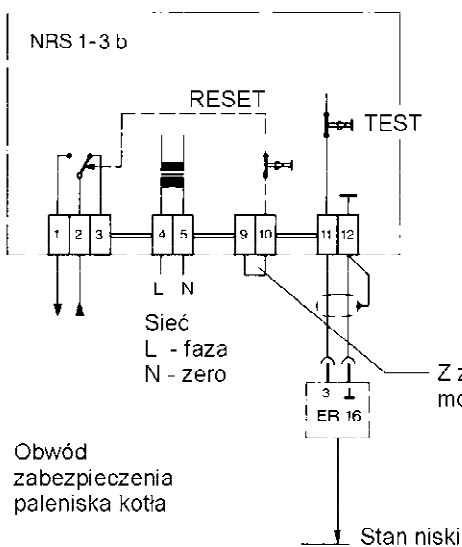 NRS 1-3 b
RESET
TEST
1 2 3 4 5 9 10 11 12
L N
Sieć
L - faza
N - zero
Z z
mo
3
ER 16
Obwód
zabezpieczenia
paleniska kotła
Stan niski